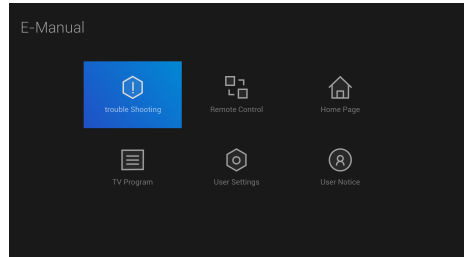 E-Manual
trouble Shooting
Remote Control
Home Page
TV Program
User Settings
User Notice